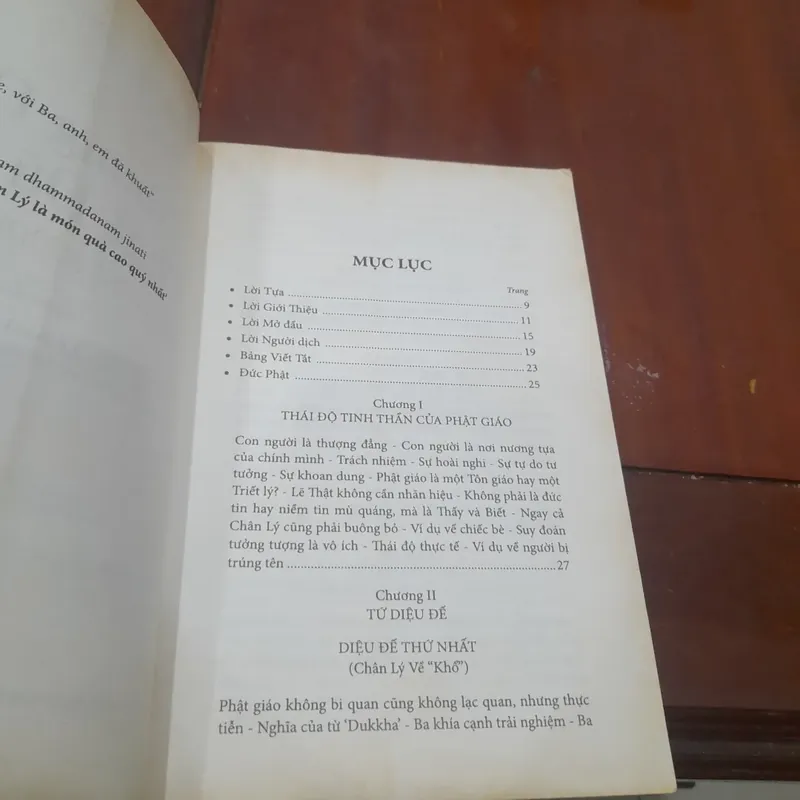 , với Ba, anh, em đã khuất"
dhammadanam jinati
Lý là món quà cao quý nhất"
MỤC LỤC
Trang
• Lời Tựa ... 9
• Lời Giới Thiệu ... 11
• Lời Mở đầu ... 15
• Lời Người dịch ... 19
• Bảng Viết Tắt ... 23
• Đức Phật ... 25
Chương I
THÁI ĐỘ TINH THẦN CỦA PHẬT GIÁO
Con người là thượng đẳng - Con người là nơi nương tựa
của chính mình - Trách nhiệm - Sự hoài nghi - Sự tự do tư
tưởng - Sự khoan dung - Phật giáo là một Tôn giáo hay một
Triết lý? - Lẽ Thật không cần nhãn hiệu - Không phải là đức
tin hay niềm tin mù quáng, mà là Thấy và Biết - Ngay cả
Chân Lý cũng phải buông bỏ - Ví dụ về chiếc bè - Suy đoán
tưởng tượng là vô ích - Thái độ thực tế - Ví dụ về người bị
trúng tên ... 27
Chương II
TỨ DIỆU ĐẾ
DIỆU ĐẾ THỨ NHẤT
(Chân Lý Về "Khổ")
Phật giáo không bi quan cũng không lạc quan, nhưng thực
tiễn - Nghĩa của từ 'Dukkha' - Ba khía cạnh trải nghiệm - Ba